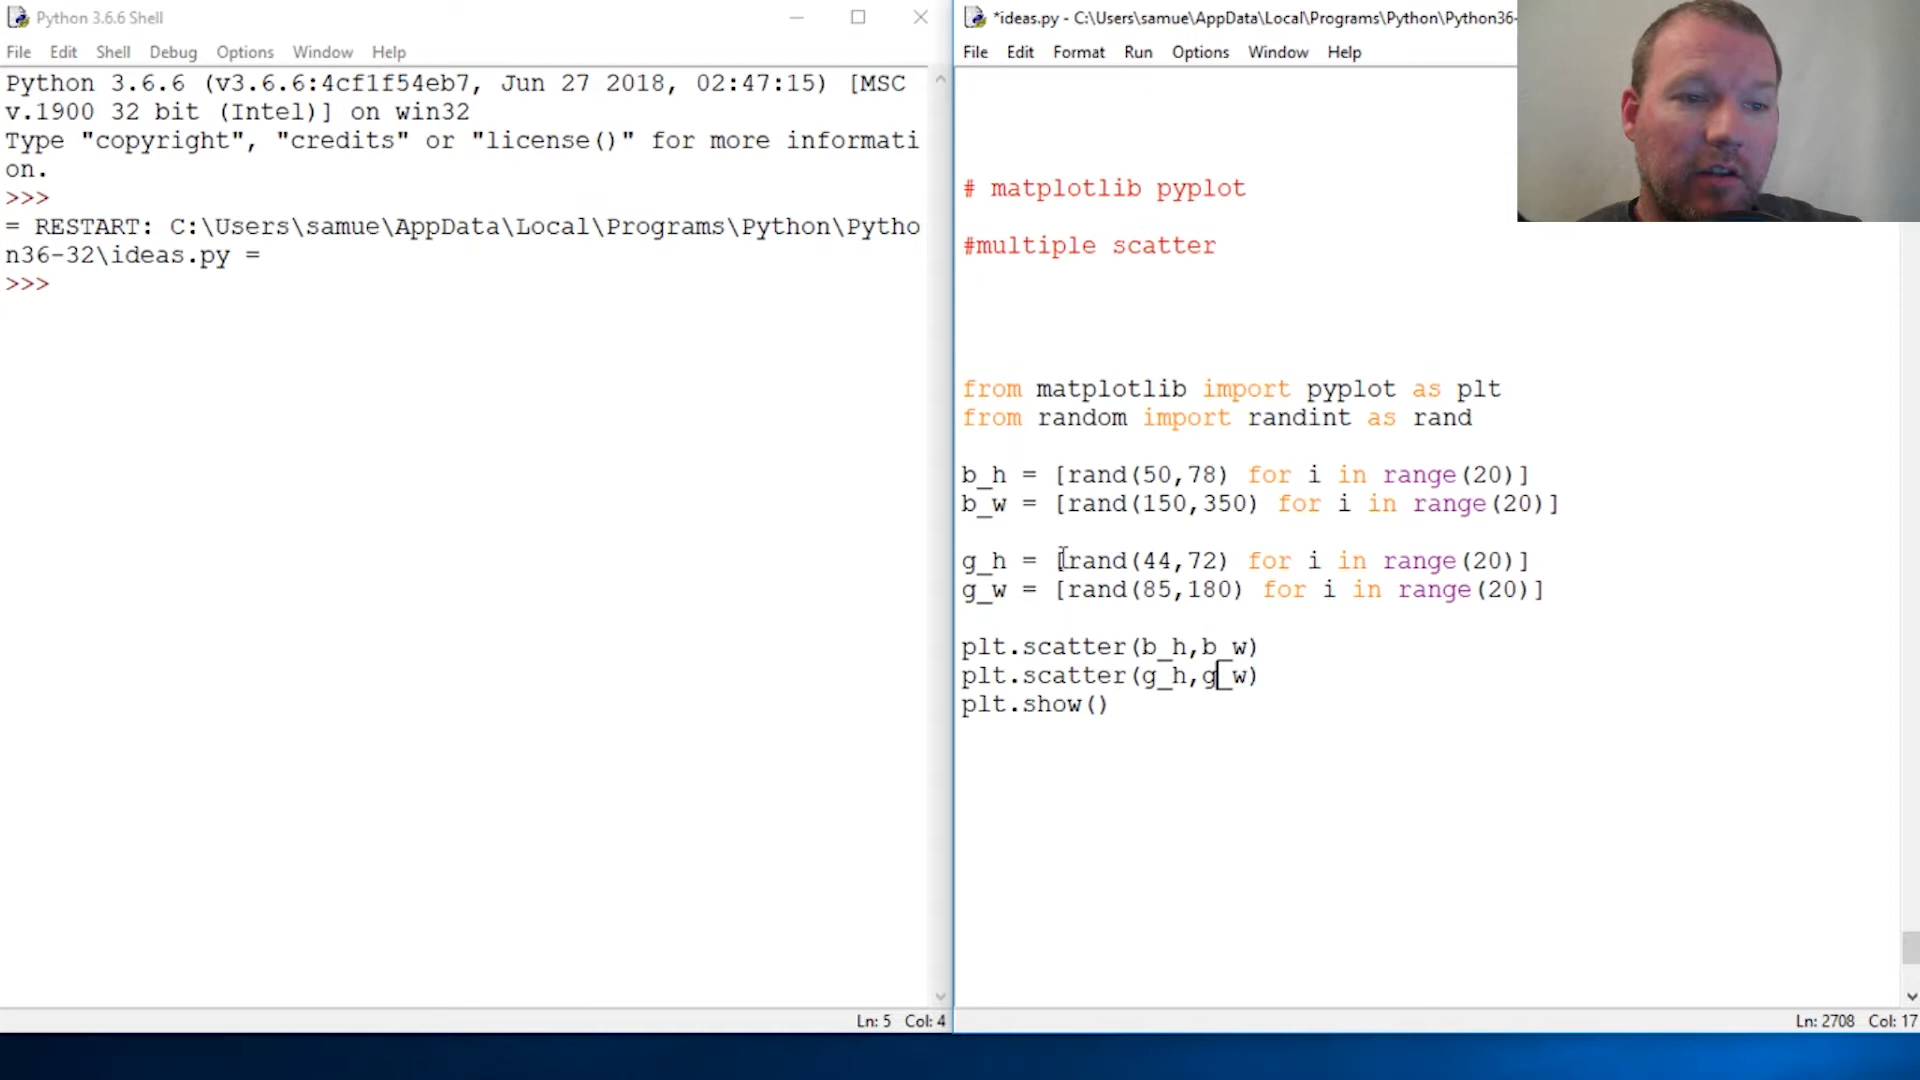 Python 3.6.6 Shell
File Edit Shell Debug Options Window Help
Python 3.6.6 (v3.6.6:4cf1f54eb7, Jun 27 2018, 02:47:15) [MSC
v.1900 32 bit (Intel)] on win32
Type "copyright", "credits" or "license()" for more informati
on.
>>>
= RESTART: C:\Users\samue\AppData\Local\Programs\Python\Pytho
n36-32\ideas.py =
>>>
Ln: 5 Col: 4
*ideas.py - C:\Users\samue\AppData\Local\Programs\Python\Python36-
File Edit Format Run Options Window Help
# matplotlib pyplot
#multiple scatter
from matplotlib import pyplot as plt
from random import randint as rand
b_h = [rand(50,78) for i in range(20)]
b_w = [rand(150,350) for i in range(20)]
g_h = [rand(44,72) for i in range(20)]
g_w = [rand(85,180) for i in range(20)]
plt.scatter(b_h,b_w)
plt.scatter(g_h,g_w)
plt.show()
Ln: 2708 Col: 17